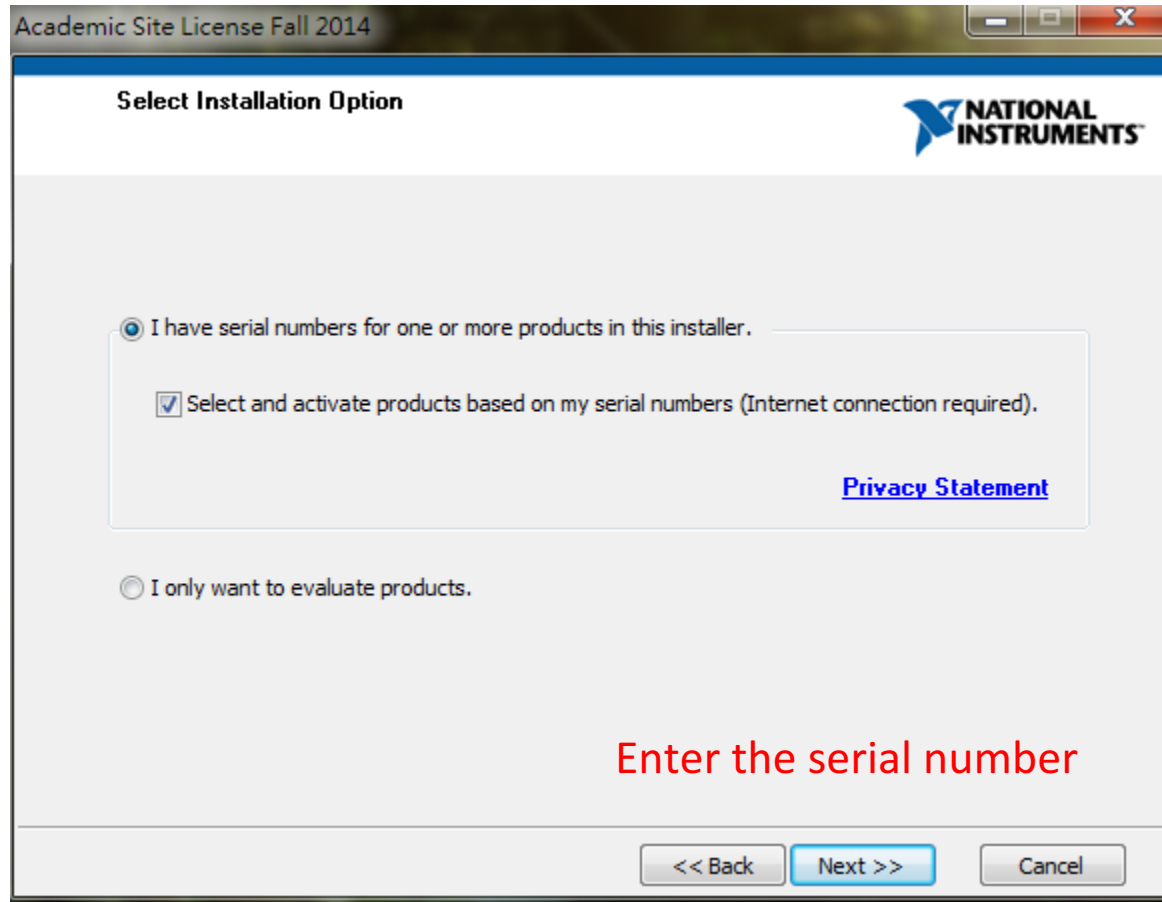 Academic Site License Fall 2014
Select Installation Option
NATIONAL
INSTRUMENTS™
I have serial numbers for one or more products in this installer.
Select and activate products based on my serial numbers (Internet connection required).
Privacy Statement
I only want to evaluate products.
Enter the serial number
<< Back
Next >>
Cancel